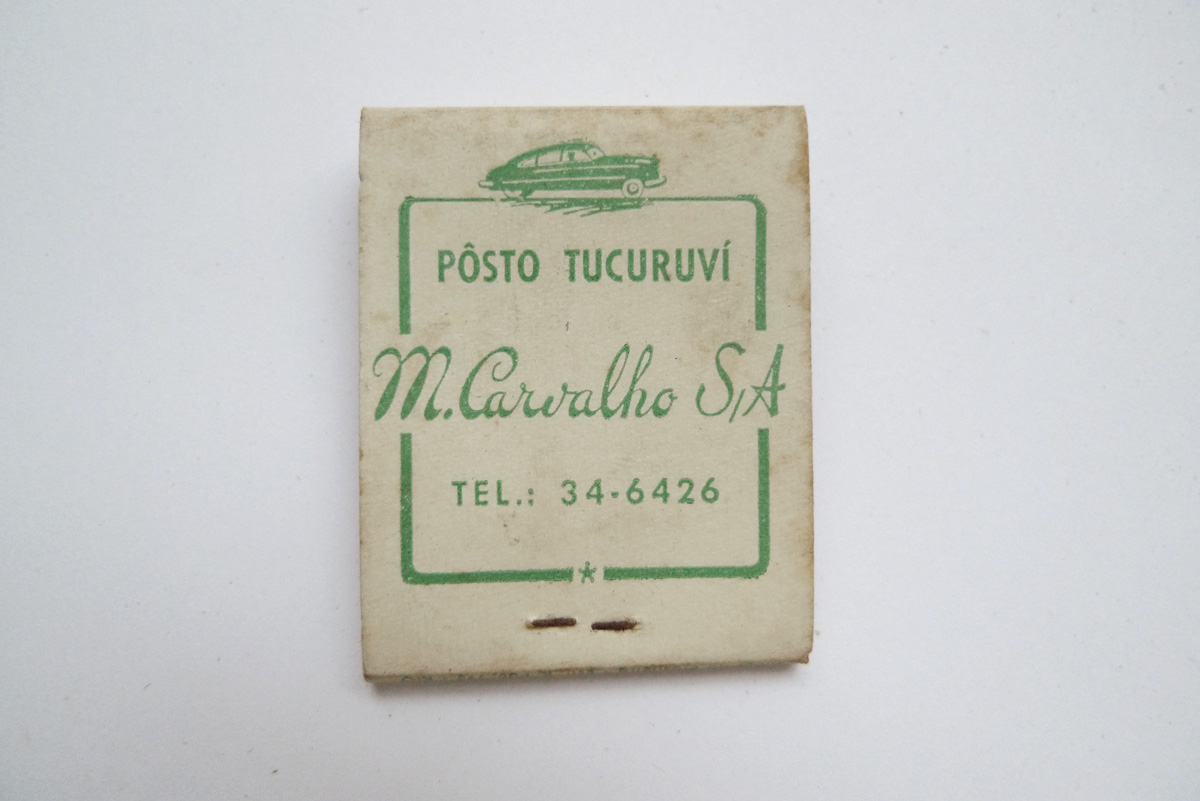 PÔSTO TUCURUVÍ
M. Carvalho S/A
TEL.: 34-6426